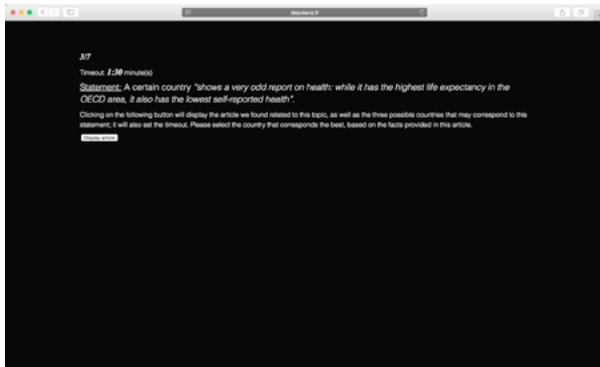 deputeva.fr
3/7
Timeout: 1:30 minute(s)
Statement: A certain country "shows a very odd report on health: while it has the highest life expectancy in the
OECD area, it also has the lowest self-reported health".
Clicking on the following button will display the article we found related to this topic, as well as the three possible countries that may correspond to this
statement, it will also set the timeout. Please select the country that corresponds the best, based on the facts provided in this article.
Display article